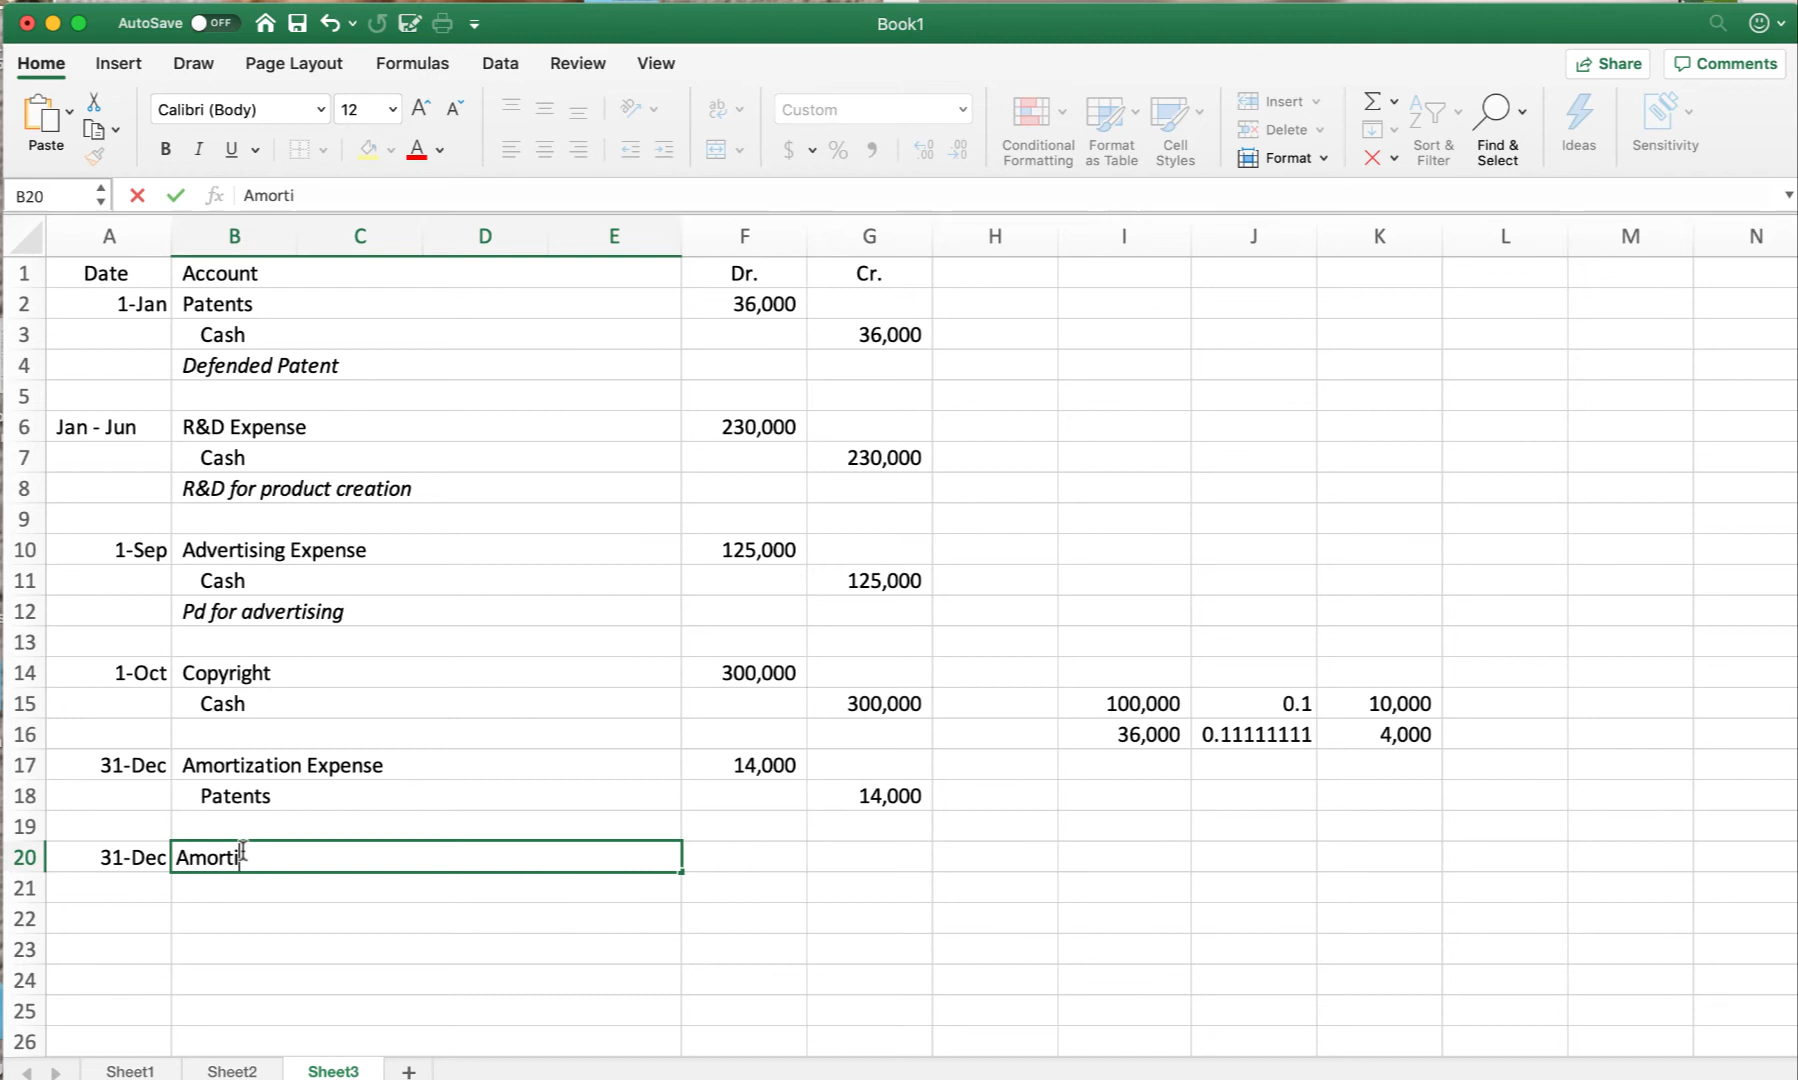 AutoSave OFF Book1
Home Insert Draw Page Layout Formulas Data Review View Share Comments
Paste Calibri (Body) 12 A^ A˅ ab Custom Conditional Formatting Format as Table Cell Styles Insert Delete Format Sort & Filter Find & Select Ideas Sensitivity
B I U A $ % 9 .00 .00
B20 fx Amorti
A B C D E F G H I J K L M N
1 Date Account Dr. Cr.
2 1-Jan Patents 36,000
3 Cash 36,000
4 Defended Patent
5
6 Jan - Jun R&D Expense 230,000
7 Cash 230,000
8 R&D for product creation
9
10 1-Sep Advertising Expense 125,000
11 Cash 125,000
12 Pd for advertising
13
14 1-Oct Copyright 300,000
15 Cash 300,000 100,000 0.1 10,000
16 36,000 0.11111111 4,000
17 31-Dec Amortization Expense 14,000
18 Patents 14,000
19
20 31-Dec Amorti
21
22
23
24
25
26
Sheet1 Sheet2 Sheet3 +